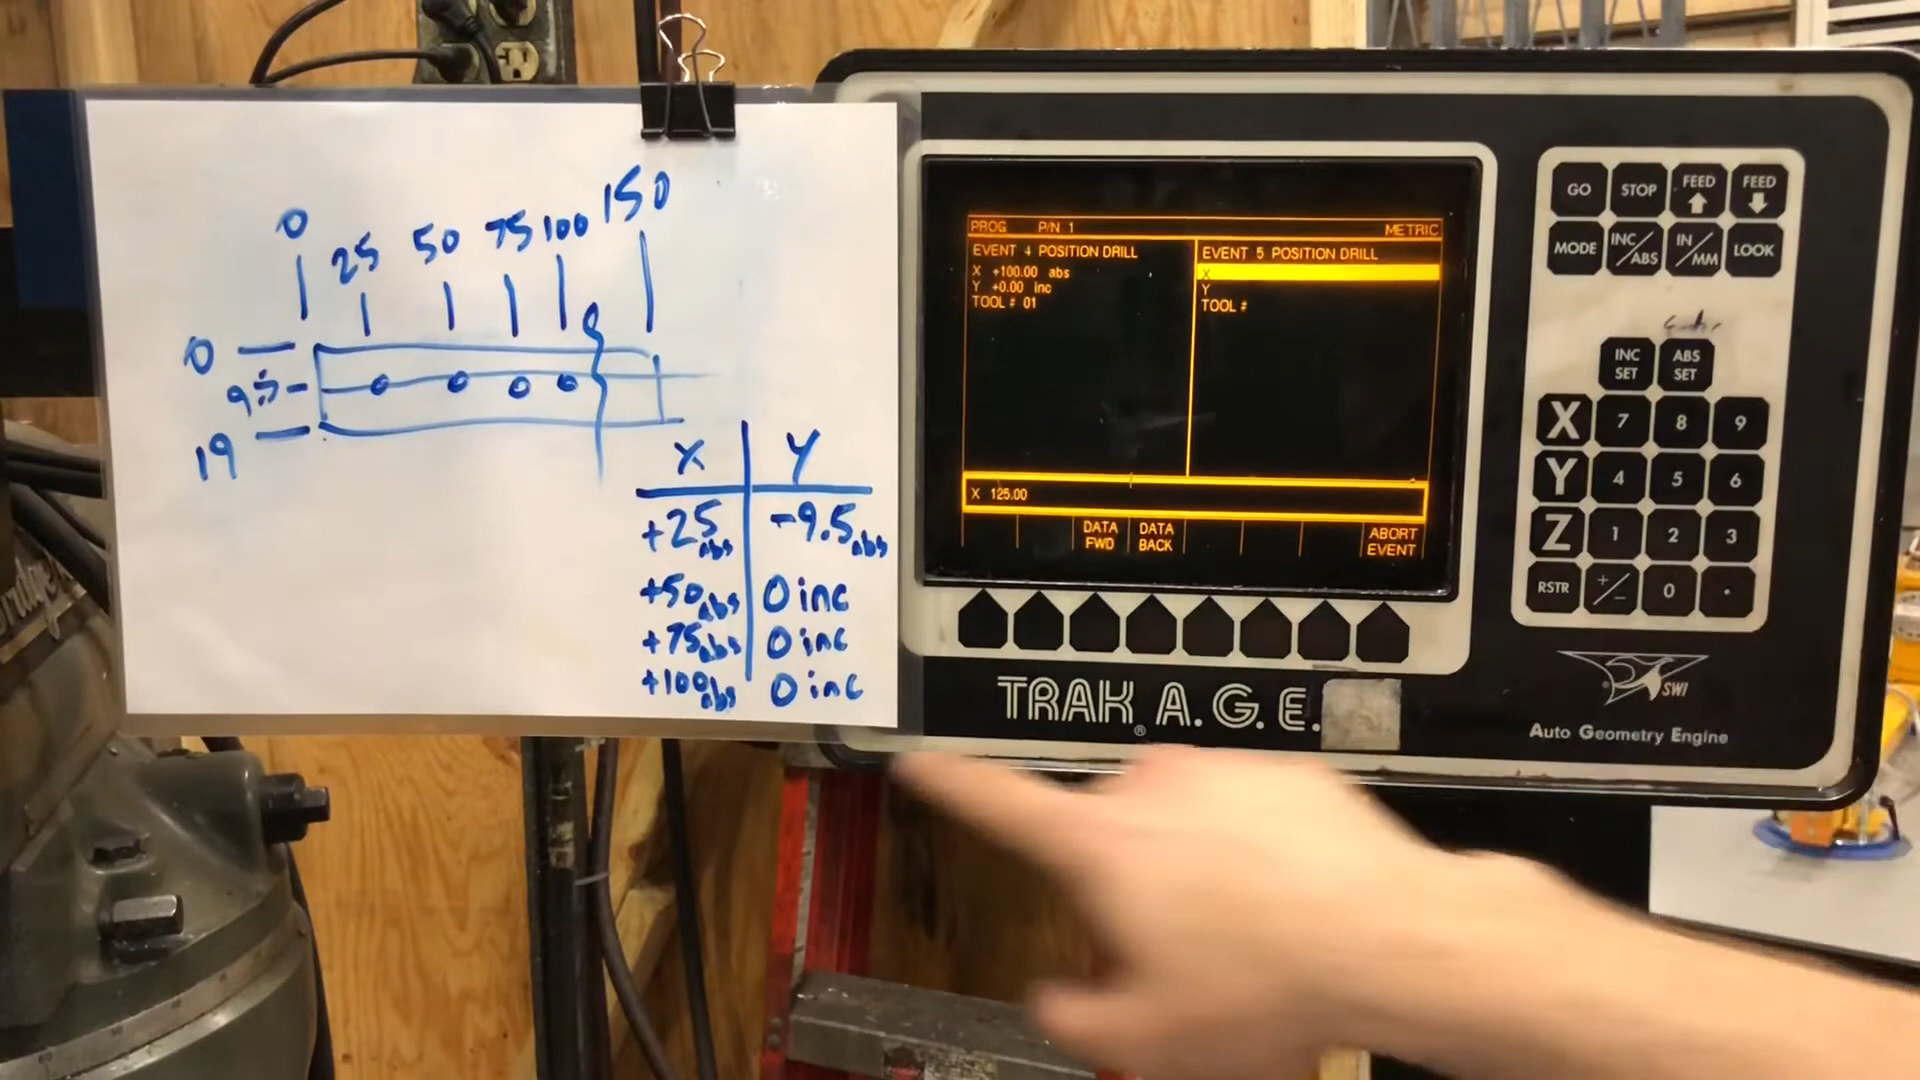 0 25 50 75 100 150
0
9.5
19
X Y
+25abs -9.5abs
+50abs 0 inc
+75abs 0 inc
+100abs 0 inc
PROG P/N 1 METRIC
EVENT 4 POSITION DRILL
X +100.00 abs
Y +0.00 inc
TOOL # 01
EVENT 5 POSITION DRILL
X
Y
TOOL #
X 125.00
DATA FWD
DATA BACK
ABORT EVENT
TRAK® A.G.E.
GO STOP FEED FEED
MODE INC/ABS IN/MM LOOK
INC SET ABS SET
X 7 8 9
Y 4 5 6
Z 1 2 3
RSTR +/- 0 .
® SWI
Auto Geometry Engine